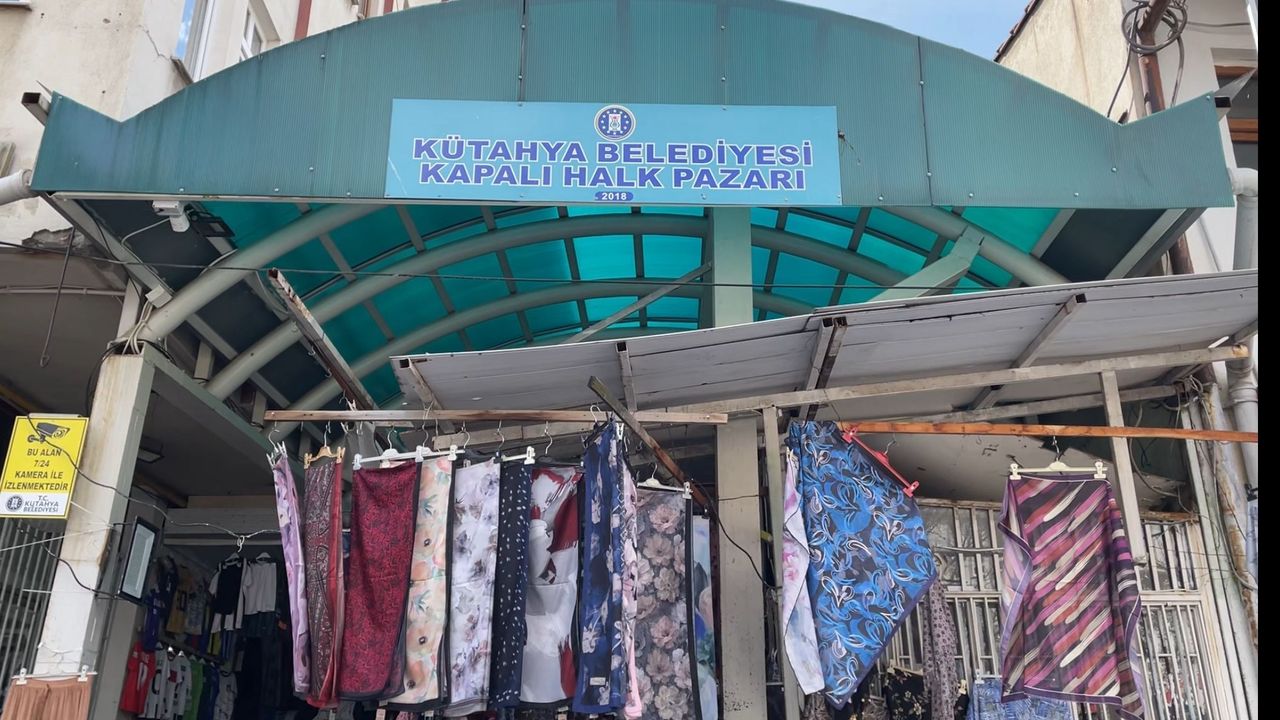 KÜTAHYA BELEDİYESİ
KAPALI HALK PAZARI
2018
BU ALAN
7/24
KAMERA İLE
İZLENMEKTEDİR
T.C.
KÜTAHYA
BELEDİYESİ